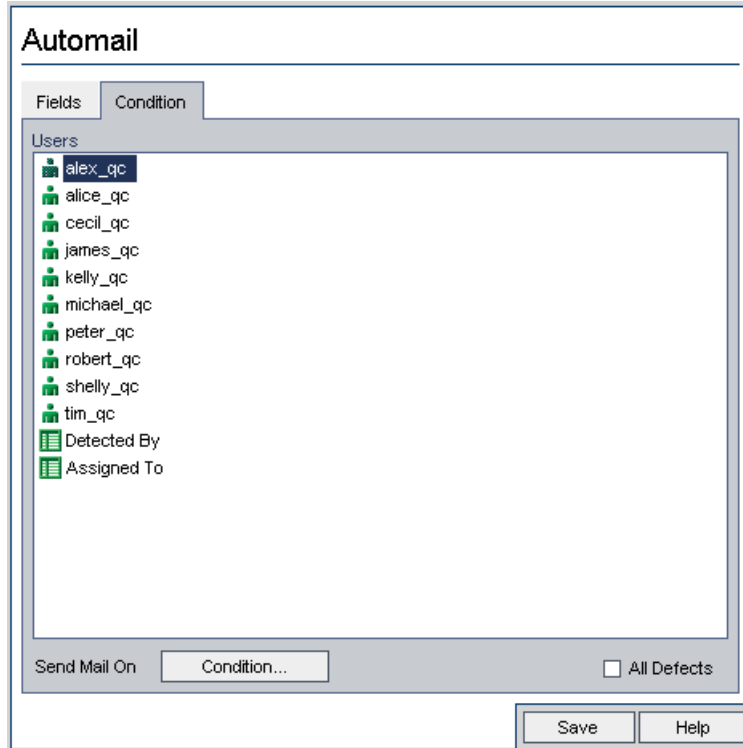 Automail
Fields Condition
Users
alex_qc
alice_qc
cecil_qc
james_qc
kelly_qc
michael_qc
peter_qc
robert_qc
shelly_qc
tim_qc
Detected By
Assigned To
Send Mail On Condition... All Defects
Save Help